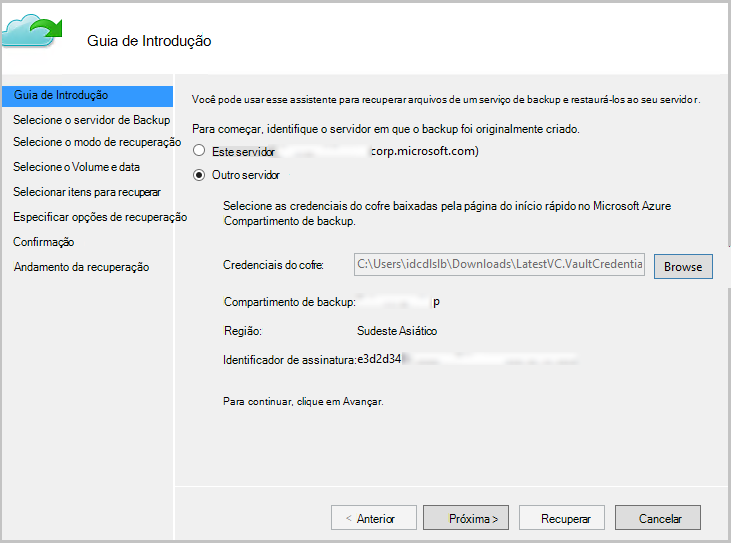 Guia de Introdução
Guia de Introdução
Selecione o servidor de Backup
Selecione o modo de recuperação
Selecione o Volume e data
Selecionar itens para recuperar
Especificar opções de recuperação
Confirmação
Andamento da recuperação
Você pode usar esse assistente para recuperar arquivos de um serviço de backup e restaurá-los ao seu servidor.
Para começar, identifique o servidor em que o backup foi originalmente criado.
Este servidor corp.microsoft.com)
Outro servidor
Selecione as credenciais do cofre baixadas pela página do início rápido no Microsoft Azure
Compartimento de backup.
Credenciais do cofre: C:\Users\idcdlslb\Downloads\LatestVC.VaultCredentia Browse
Compartimento de backup: p
Região: Sudeste Asiático
Identificador de assinatura: e3d2d34
Para continuar, clique em Avançar.
< Anterior Próxima > Recuperar Cancelar